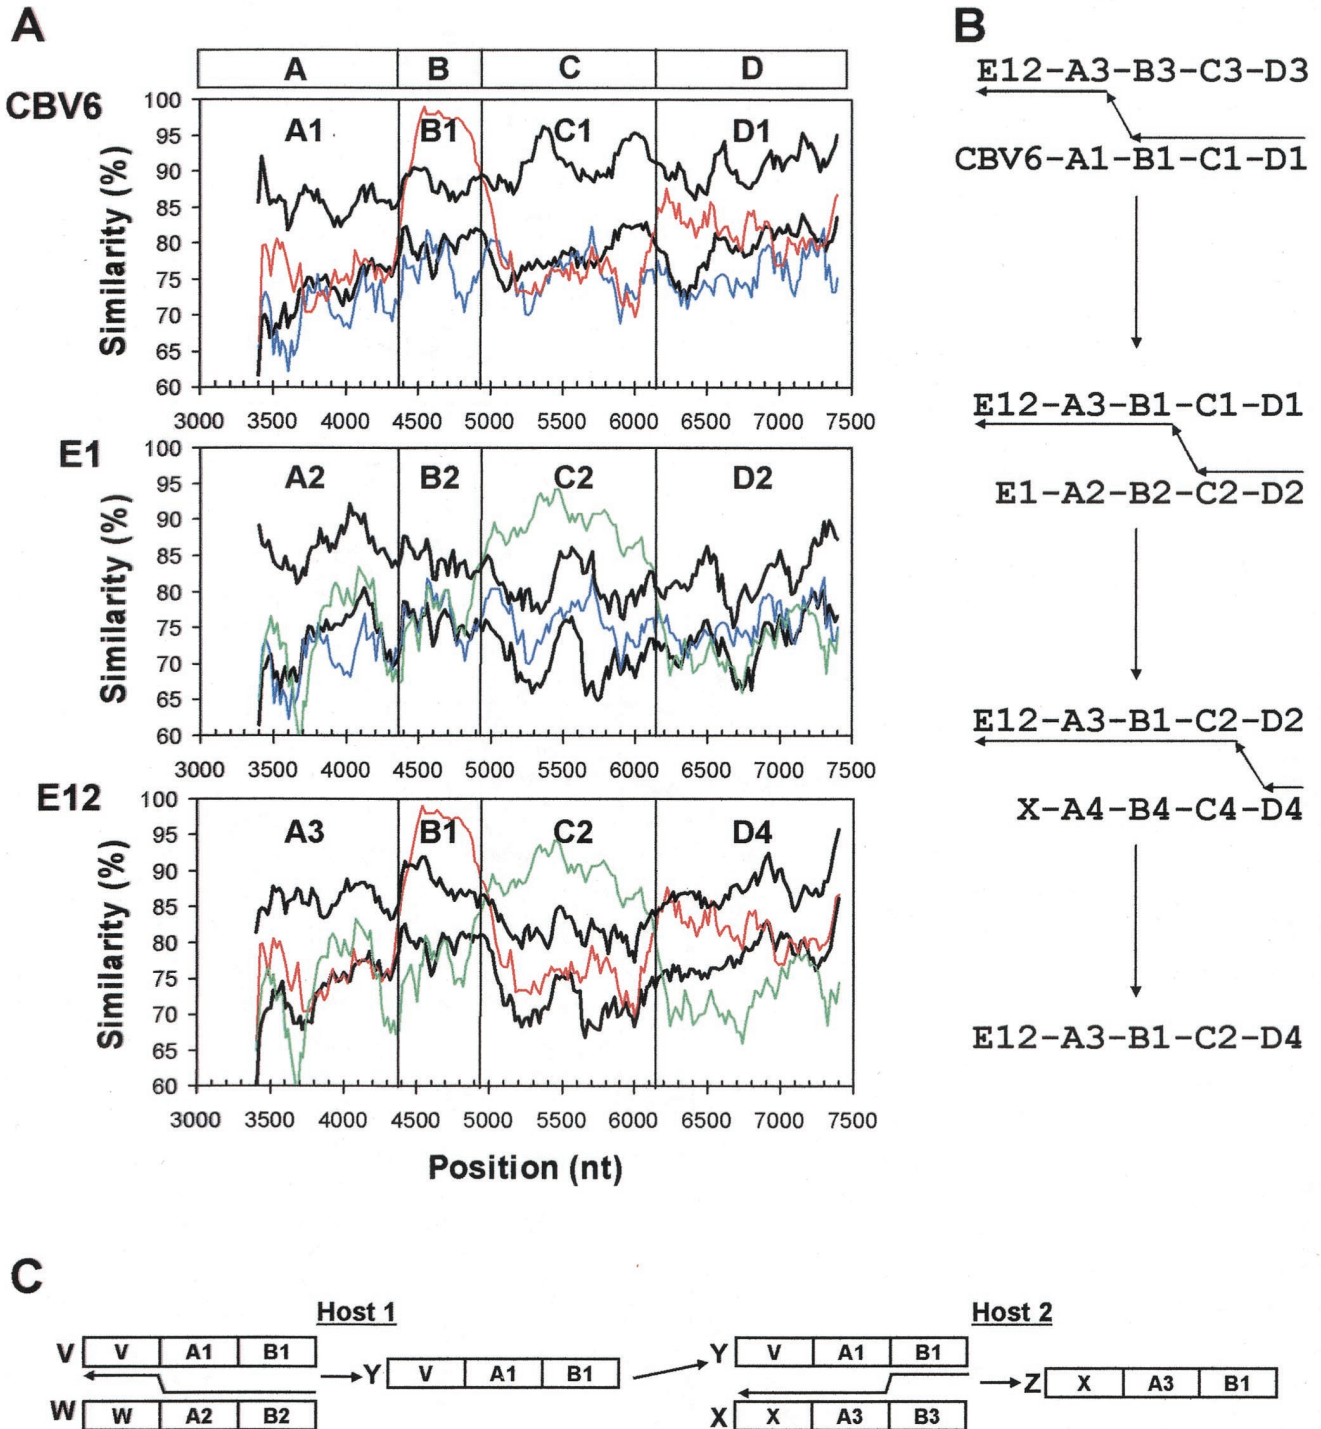 A
B
A B C D
CBV6
100
95
90
85
80
75
70
65
60
Similarity (%)
A1 B1 C1 D1
3000 3500 4000 4500 5000 5500 6000 6500 7000 7500
E1
100
95
90
85
80
75
70
65
60
Similarity (%)
A2 B2 C2 D2
3000 3500 4000 4500 5000 5500 6000 6500 7000 7500
E12
100
95
90
85
80
75
70
65
60
Similarity (%)
A3 B1 C2 D4
3000 3500 4000 4500 5000 5500 6000 6500 7000 7500
Position (nt)
E12-A3-B3-C3-D3
CBV6-A1-B1-C1-D1
E12-A3-B1-C1-D1
E1-A2-B2-C2-D2
E12-A3-B1-C2-D2
X-A4-B4-C4-D4
E12-A3-B1-C2-D4
C
Host 1
Host 2
V V A1 B1
W W A2 B2
Y V A1 B1
Y V A1 B1
X X A3 B3
Z X A3 B1